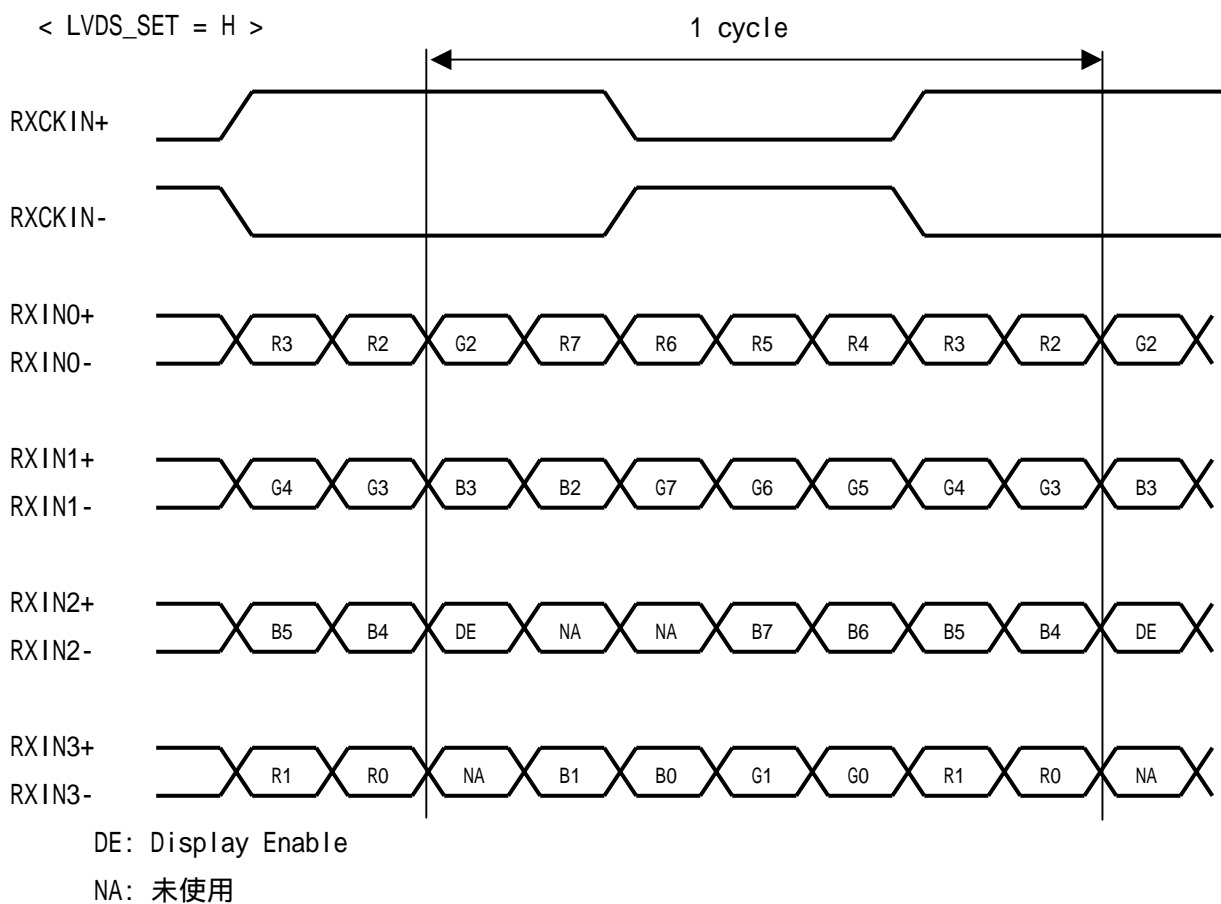 < LVDS_SET = H >
1 cycle
RXCKIN+
RXCKIN-
RXIN0+
R3 R2 G2 R7 R6 R5 R4 R3 R2 G2
RXIN0-
RXIN1+
G4 G3 B3 B2 G7 G6 G5 G4 G3 B3
RXIN1-
RXIN2+
B5 B4 DE NA NA B7 B6 B5 B4 DE
RXIN2-
RXIN3+
R1 R0 NA B1 B0 G1 G0 R1 R0 NA
RXIN3-
DE: Display Enable
NA: 未使用